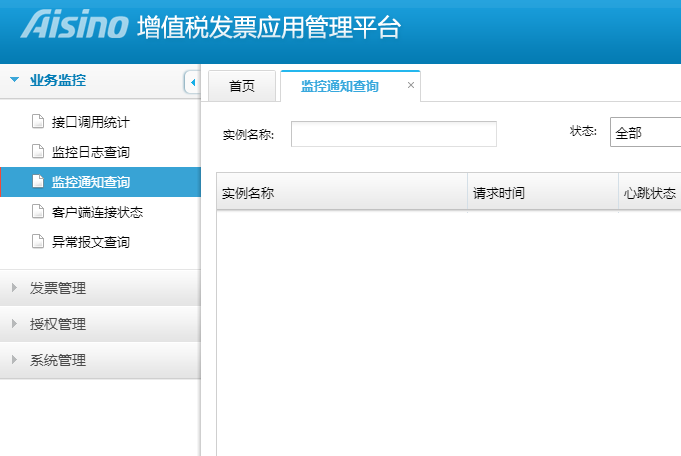 Aisino 增值税发票应用管理平台
业务监控
接口调用统计
监控日志查询
监控通知查询
客户端连接状态
异常报文查询
发票管理
授权管理
系统管理
首页 监控通知查询 ×
实例名称: 状态: 全部
实例名称 请求时间 心跳状态